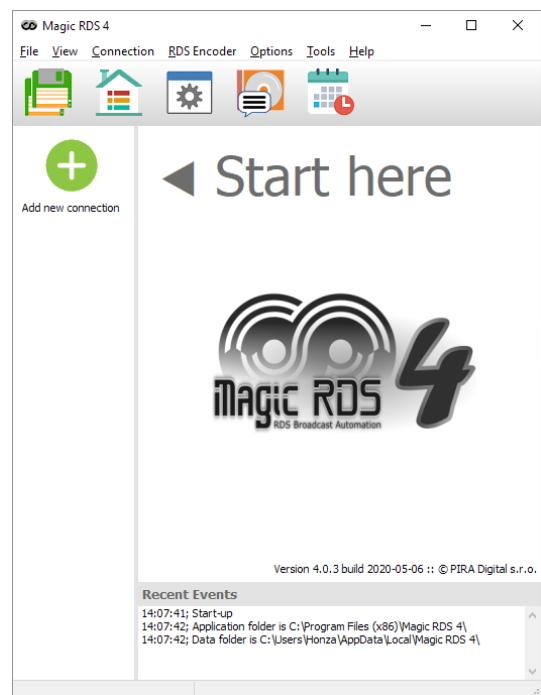 Magic RDS 4
File View Connection RDS Encoder Options Tools Help
Add new connection
Start here
Magic RDS 4
RDS Broadcast Automation
Version 4.0.3 build 2020-05-06 :: © PIRA Digital s.r.o.
Recent Events
14:07:41; Start-up
14:07:42; Application folder is C:\Program Files (x86)\Magic RDS 4\
14:07:42; Data folder is C:\Users\Honza\AppData\Local\Magic RDS 4\